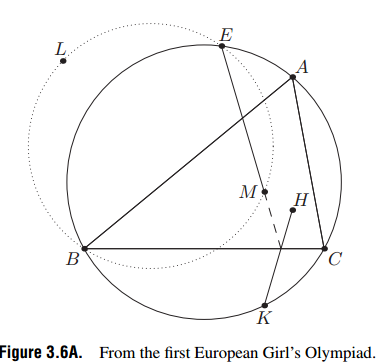 L
E
A
M
H
B
C
K
Figure 3.6A. From the first European Girl's Olympiad.